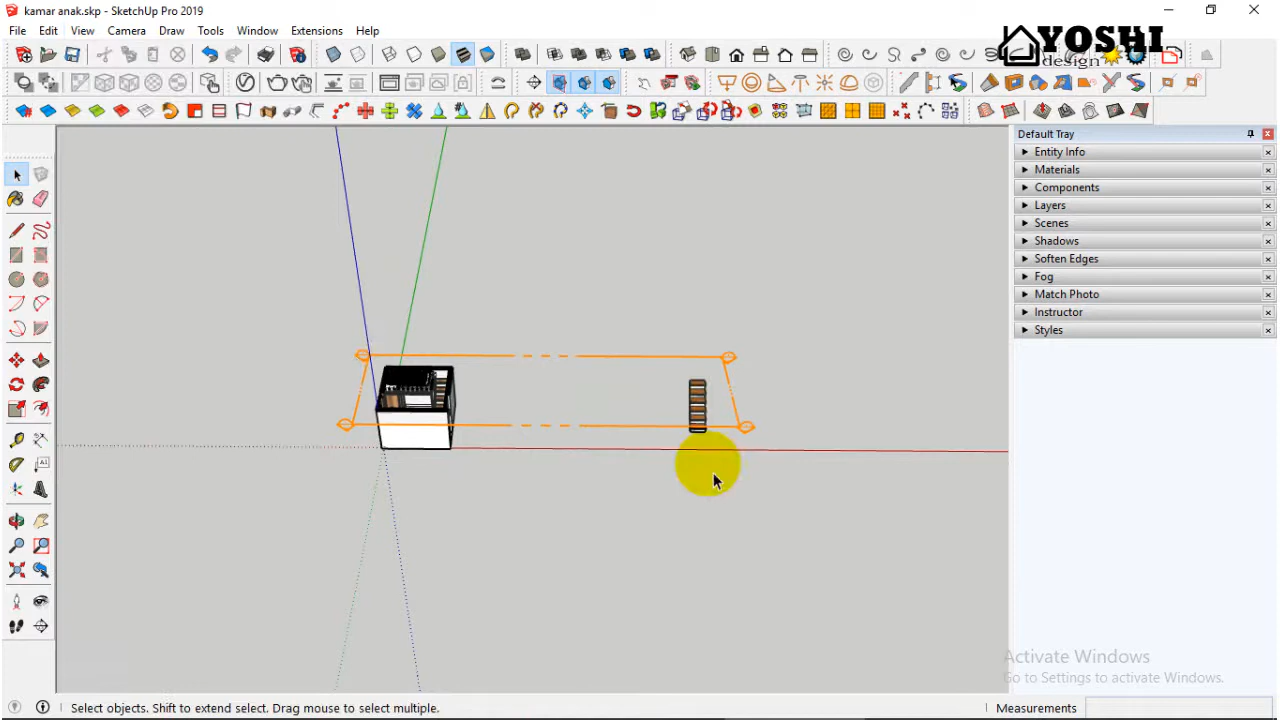 kamar anak.skp - SketchUp Pro 2019
File Edit View Camera Draw Tools Window Extensions Help
YOSHI
design
Default Tray
Entity Info
Materials
Components
Layers
Scenes
Shadows
Soften Edges
Fog
Match Photo
Instructor
Styles
Activate Windows
Go to Settings to activate Windows.
Select objects. Shift to extend select. Drag mouse to select multiple.
Measurements